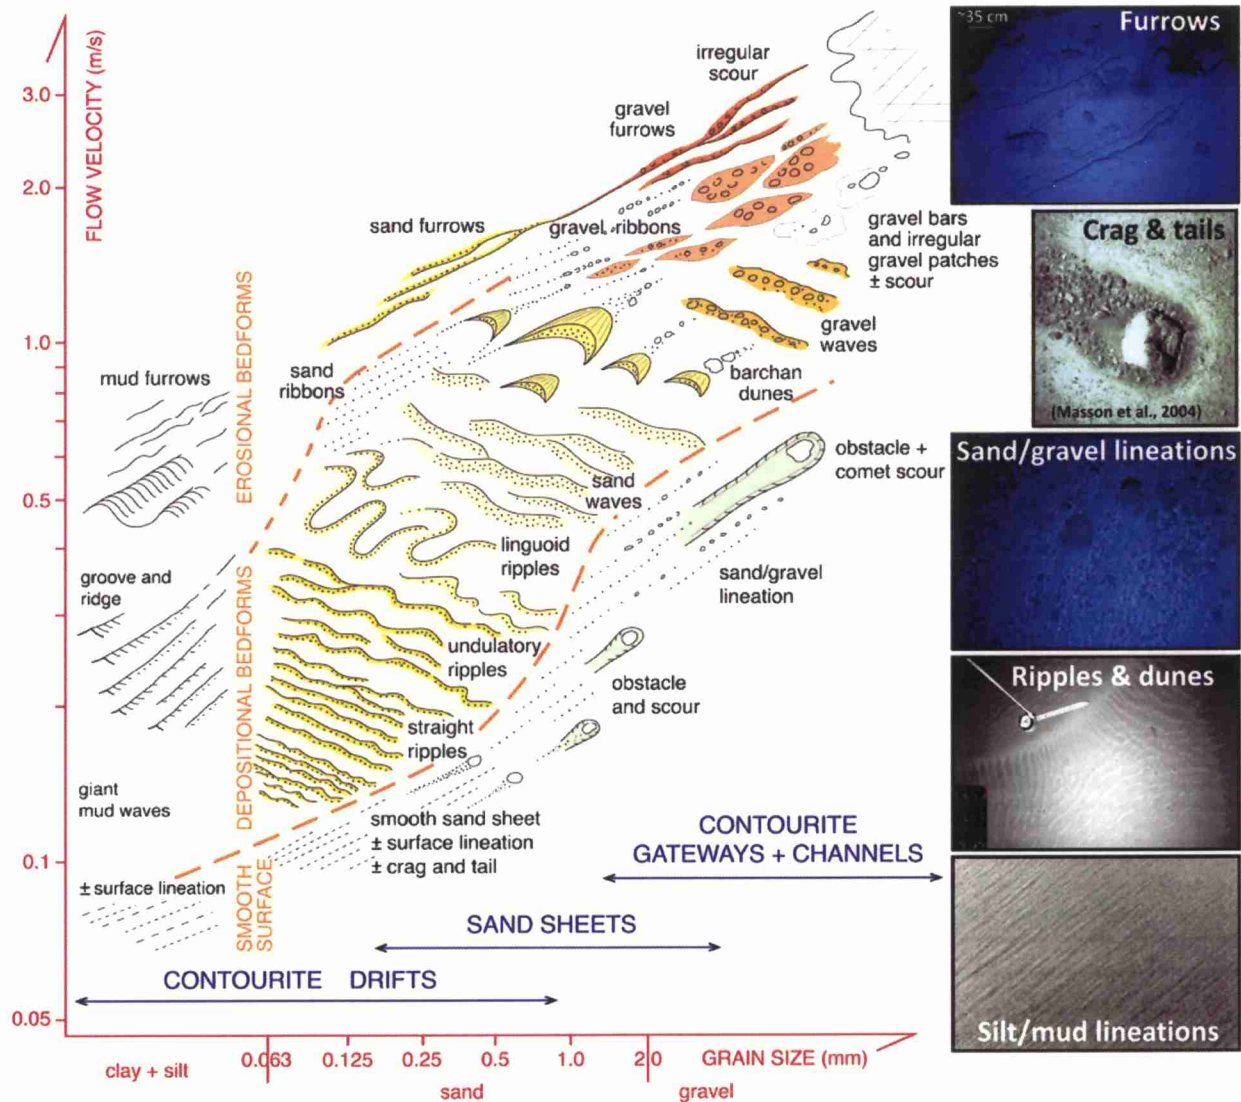 FLOW VELOCITY (m/s)
3.0
2.0
1.0
0.5
0.1
0.05
irregular
scour
gravel
furrows
sand furrows
gravel ribbons
gravel bars
and irregular
gravel patches
± scour
gravel
waves
barchan
dunes
mud furrows
EROSIONAL BEDFORMS
sand
ribbons
obstacle +
comet scour
sand
waves
linguoid
ripples
sand/gravel
lineation
groove and
ridge
DEPOSITIONAL BEDFORMS
undulatory
ripples
obstacle
and scour
straight
ripples
giant
mud waves
smooth sand sheet
± surface lineation
± crag and tail
± surface lineation
SMOOTH
SURFACE
CONTOURITE
GATEWAYS + CHANNELS
SAND SHEETS
CONTOURITE DRIFTS
0.063
0.125
0.25
0.5
1.0
2.0
GRAIN SIZE (mm)
clay + silt
sand
gravel
~35 cm
Furrows
Crag & tails
(Masson et al., 2004)
Sand/gravel lineations
Ripples & dunes
Silt/mud lineations